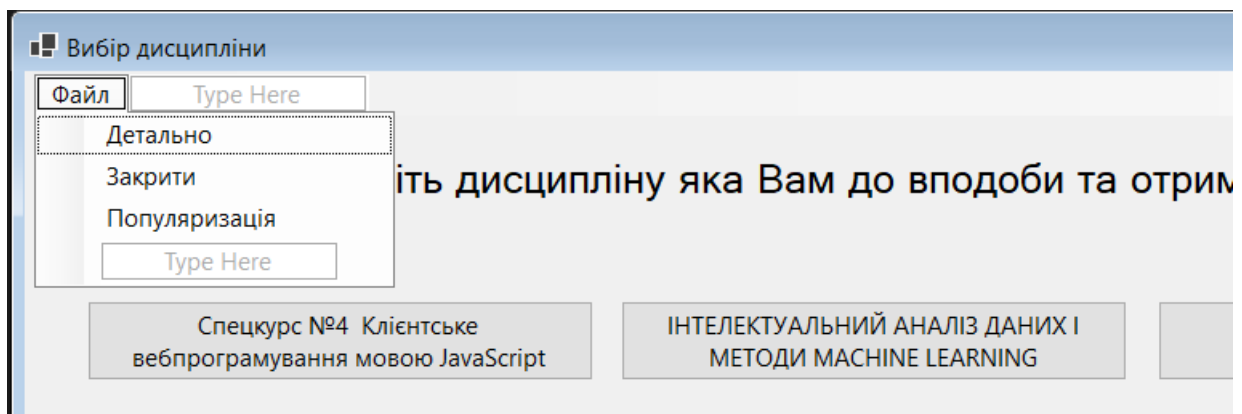 Вибір дисципліни
Файл Type Here
Детально
Закрити
іть дисципліну яка Вам до вподоби та отрим
Популяризація
Type Here
Спецкурс №4 Клієнтське
вебпрограмування мовою JavaScript
ІНТЕЛЕКТУАЛЬНИЙ АНАЛІЗ ДАНИХ І
МЕТОДИ MACHINE LEARNING